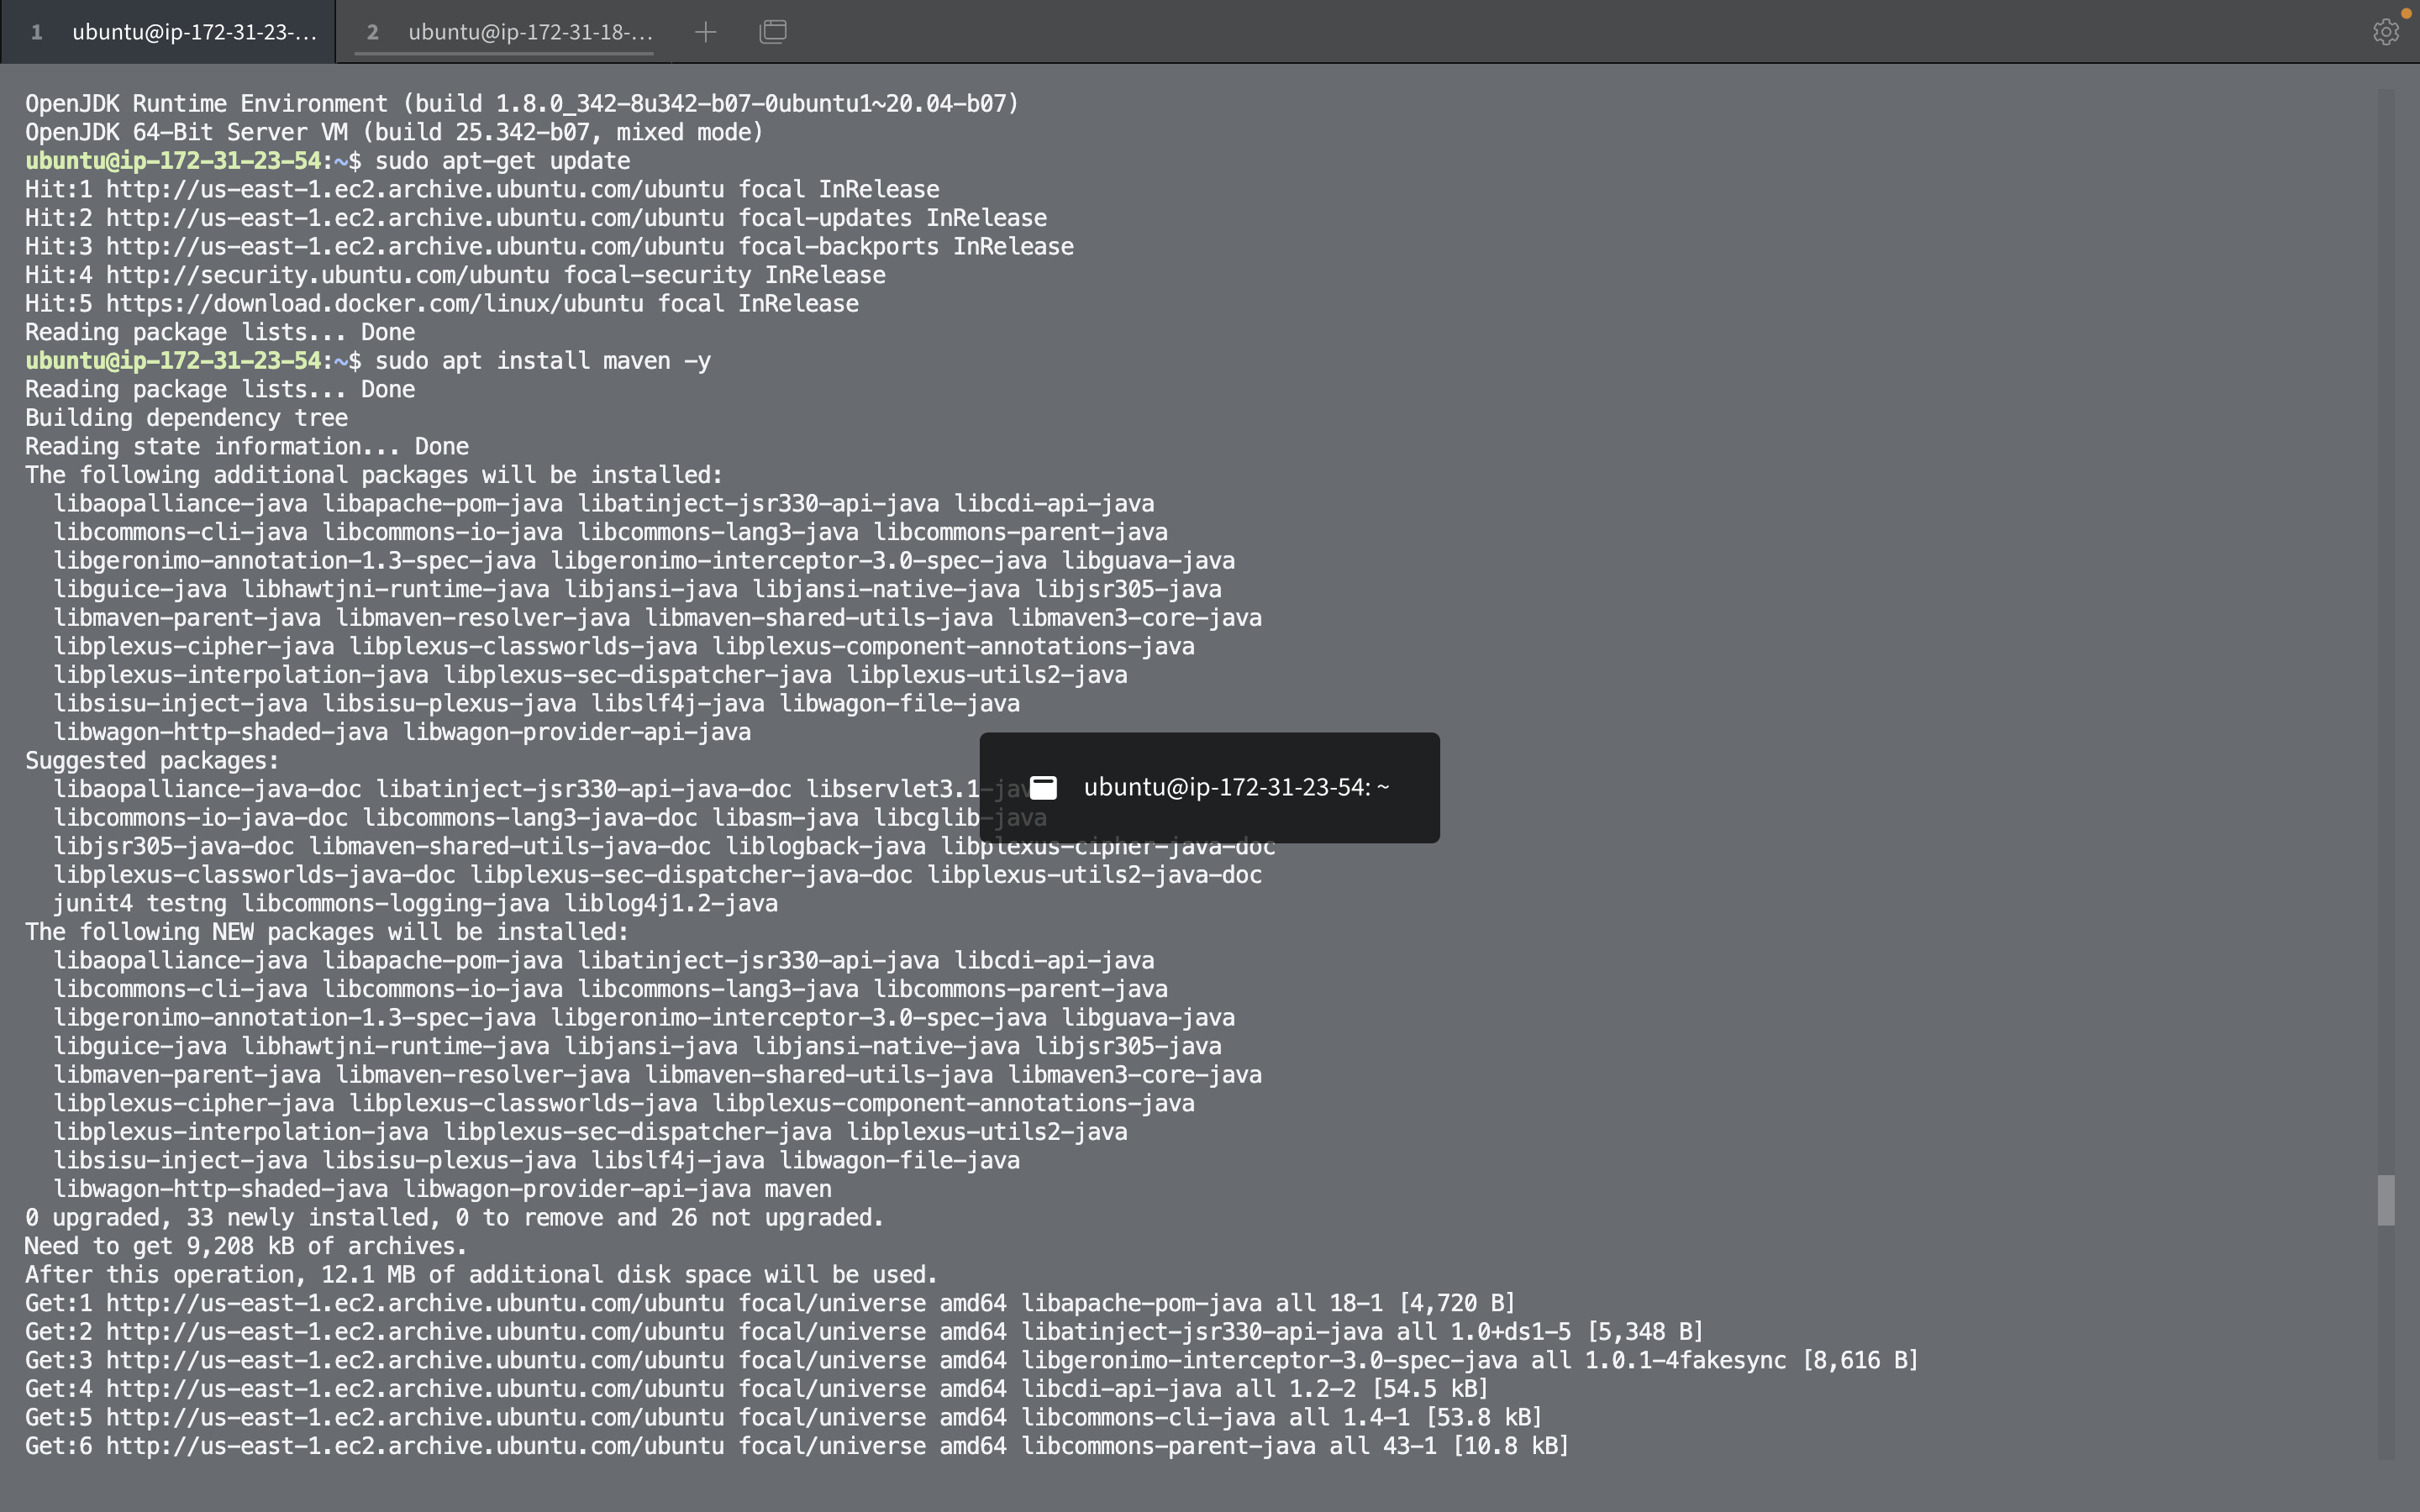 1 ubuntu@ip-172-31-23-... 2 ubuntu@ip-172-31-18-...
OpenJDK Runtime Environment (build 1.8.0_342-8u342-b07-0ubuntu1~20.04-b07)
OpenJDK 64-Bit Server VM (build 25.342-b07, mixed mode)
ubuntu@ip-172-31-23-54:~$ sudo apt-get update
Hit:1 http://us-east-1.ec2.archive.ubuntu.com/ubuntu focal InRelease
Hit:2 http://us-east-1.ec2.archive.ubuntu.com/ubuntu focal-updates InRelease
Hit:3 http://us-east-1.ec2.archive.ubuntu.com/ubuntu focal-backports InRelease
Hit:4 http://security.ubuntu.com/ubuntu focal-security InRelease
Hit:5 https://download.docker.com/linux/ubuntu focal InRelease
Reading package lists... Done
ubuntu@ip-172-31-23-54:~$ sudo apt install maven -y
Reading package lists... Done
Building dependency tree
Reading state information... Done
The following additional packages will be installed:
libaopalliance-java libapache-pom-java libatinject-jsr330-api-java libcdi-api-java
libcommons-cli-java libcommons-io-java libcommons-lang3-java libcommons-parent-java
libgeronimo-annotation-1.3-spec-java libgeronimo-interceptor-3.0-spec-java libguava-java
libguice-java libhawtjni-runtime-java libjansi-java libjansi-native-java libjsr305-java
libmaven-parent-java libmaven-resolver-java libmaven-shared-utils-java libmaven3-core-java
libplexus-cipher-java libplexus-classworlds-java libplexus-component-annotations-java
libplexus-interpolation-java libplexus-sec-dispatcher-java libplexus-utils2-java
libsisu-inject-java libsisu-plexus-java libslf4j-java libwagon-file-java
libwagon-http-shaded-java libwagon-provider-api-java
Suggested packages:
libaopalliance-java-doc libatinject-jsr330-api-java-doc libservlet3.1-jav
ubuntu@ip-172-31-23-54: ~
libcommons-io-java-doc libcommons-lang3-java-doc libasm-java libcglib-java
libjsr305-java-doc libmaven-shared-utils-java-doc liblogback-java libplexus-cipher-java-doc
libplexus-classworlds-java-doc libplexus-sec-dispatcher-java-doc libplexus-utils2-java-doc
junit4 testng libcommons-logging-java liblog4j1.2-java
The following NEW packages will be installed:
libaopalliance-java libapache-pom-java libatinject-jsr330-api-java libcdi-api-java
libcommons-cli-java libcommons-io-java libcommons-lang3-java libcommons-parent-java
libgeronimo-annotation-1.3-spec-java libgeronimo-interceptor-3.0-spec-java libguava-java
libguice-java libhawtjni-runtime-java libjansi-java libjansi-native-java libjsr305-java
libmaven-parent-java libmaven-resolver-java libmaven-shared-utils-java libmaven3-core-java
libplexus-cipher-java libplexus-classworlds-java libplexus-component-annotations-java
libplexus-interpolation-java libplexus-sec-dispatcher-java libplexus-utils2-java
libsisu-inject-java libsisu-plexus-java libslf4j-java libwagon-file-java
libwagon-http-shaded-java libwagon-provider-api-java maven
0 upgraded, 33 newly installed, 0 to remove and 26 not upgraded.
Need to get 9,208 kB of archives.
After this operation, 12.1 MB of additional disk space will be used.
Get:1 http://us-east-1.ec2.archive.ubuntu.com/ubuntu focal/universe amd64 libapache-pom-java all 18-1 [4,720 B]
Get:2 http://us-east-1.ec2.archive.ubuntu.com/ubuntu focal/universe amd64 libatinject-jsr330-api-java all 1.0+ds1-5 [5,348 B]
Get:3 http://us-east-1.ec2.archive.ubuntu.com/ubuntu focal/universe amd64 libgeronimo-interceptor-3.0-spec-java all 1.0.1-4fakesync [8,616 B]
Get:4 http://us-east-1.ec2.archive.ubuntu.com/ubuntu focal/universe amd64 libcdi-api-java all 1.2-2 [54.5 kB]
Get:5 http://us-east-1.ec2.archive.ubuntu.com/ubuntu focal/universe amd64 libcommons-cli-java all 1.4-1 [53.8 kB]
Get:6 http://us-east-1.ec2.archive.ubuntu.com/ubuntu focal/universe amd64 libcommons-parent-java all 43-1 [10.8 kB]